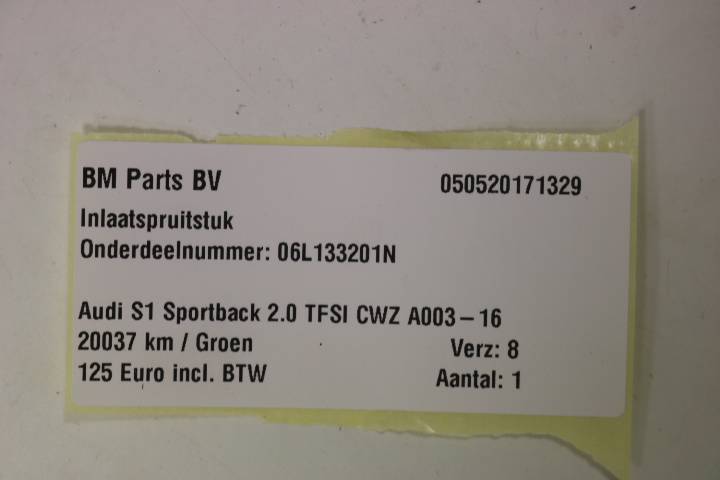 BM Parts BV 050520171329
Inlaatspruitstuk
Onderdeelnummer: 06L133201N
Audi S1 Sportback 2.0 TFSI CWZ A003-16
20037 km / Groen Verz: 8
125 Euro incl. BTW Aantal: 1